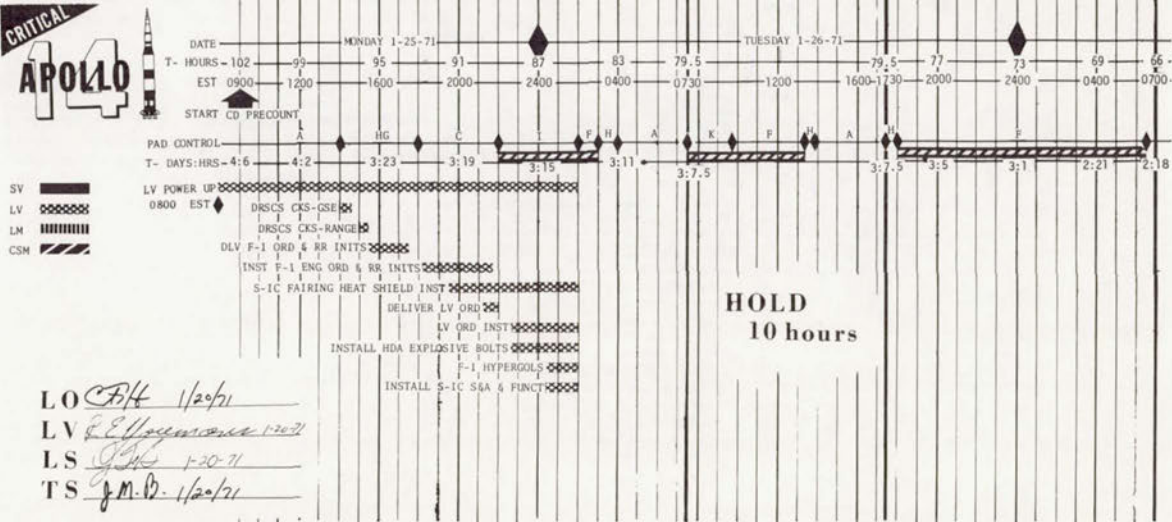 CRITICAL
APOLLO 14
DATE MONDAY 1-25-71 TUESDAY 1-26-71
T- HOURS 102 99 95 91 87 83 79.5 79.5 77 73 69 66
EST 0900 1200 1600 2000 2400 0400 0730 1200 1600 1730 2000 2400 0400 0700
START CD PRECOUNT
PAD CONTROL A HG C I F H A K F H A H F
T- DAYS:HRS 4:6 4:2 3:23 3:19 3:15 3:11 3:7.5 3:7.5 3:5 3:1 2:21 2:18
SV
LV
LM
CSM
LV POWER UP
0800 EST
DRSCS CKS-GSE
DRSCS CKS-RANGE
DLV F-1 ORD & RR INITS
INST F-1 ENG ORD & RR INITS
S-IC FAIRING HEAT SHIELD INST
DELIVER LV ORD
LV ORD INST
INSTALL HDA EXPLOSIVE BOLTS
F-1 HYPERGOLS
INSTALL S-IC S&A & FUNCT
HOLD
10 hours
LO 1/20/71
LV 1-20-71
LS 1-20-71
TS J.M.B. 1/20/71